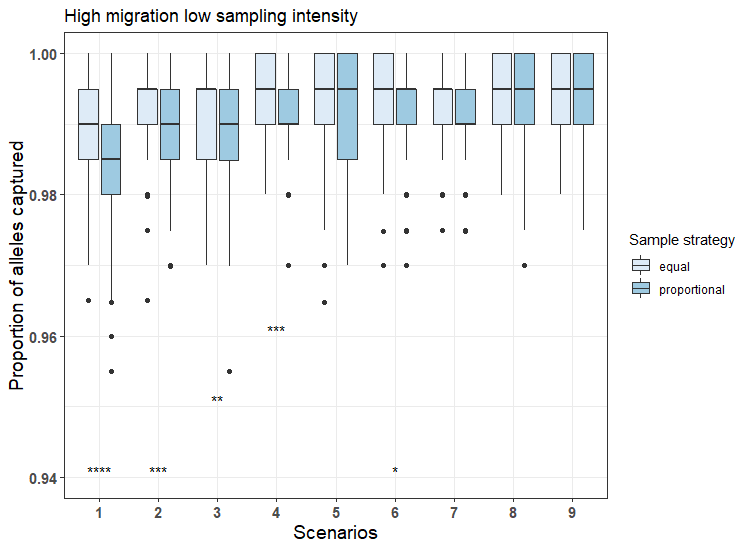 High migration low sampling intensity
Proportion of alleles captured
1.00
0.98
0.96
0.94
***
**
**** *** *
1 2 3 4 5 6 7 8 9
Scenarios
Sample strategy
equal
proportional